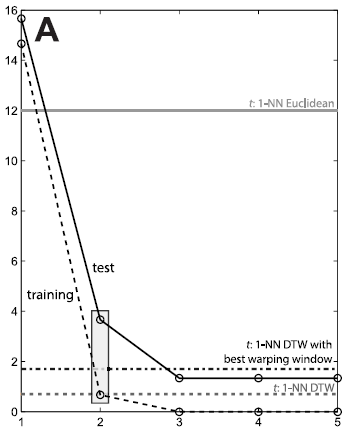 A
16
14
12
10
8
6
4
2
0
t: 1-NN Euclidean
test
training
t: 1-NN DTW with
best warping window
t: 1-NN DTW
1 2 3 4 5